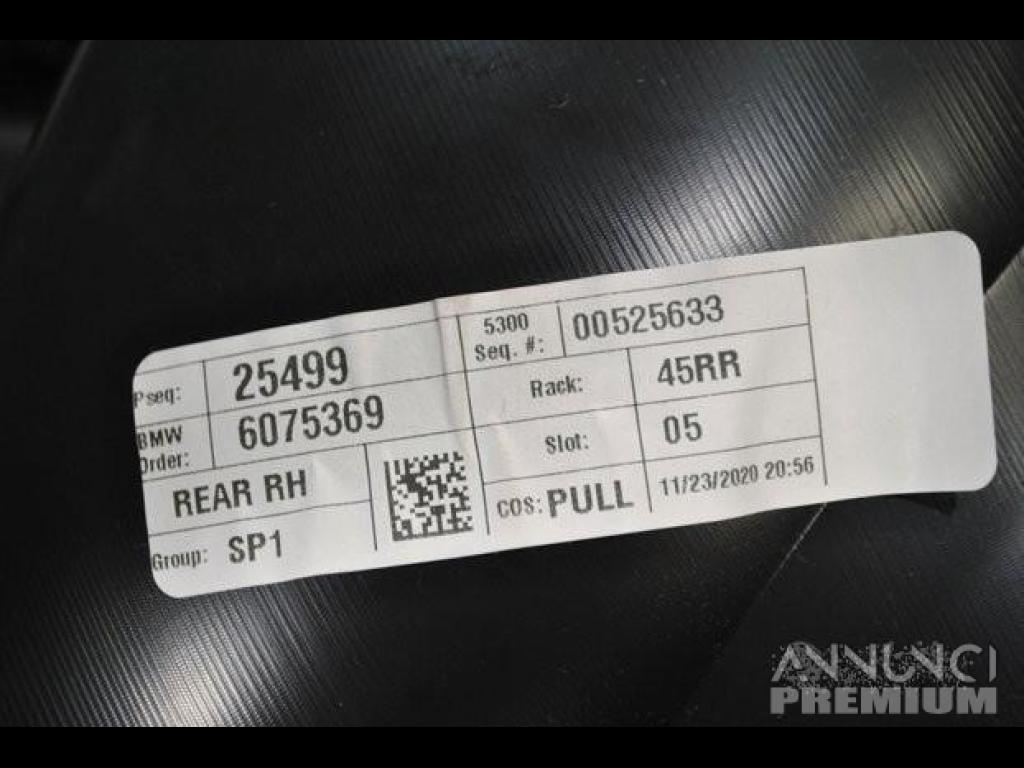 Pseq: 25499
5300 Seq. #: 00525633
BMW Order: 6075369
Rack: 45RR
REAR RH
Slot: 05
Group: SP1
COS: PULL
11/23/2020 20:56
ANNUNCI
PREMIUM